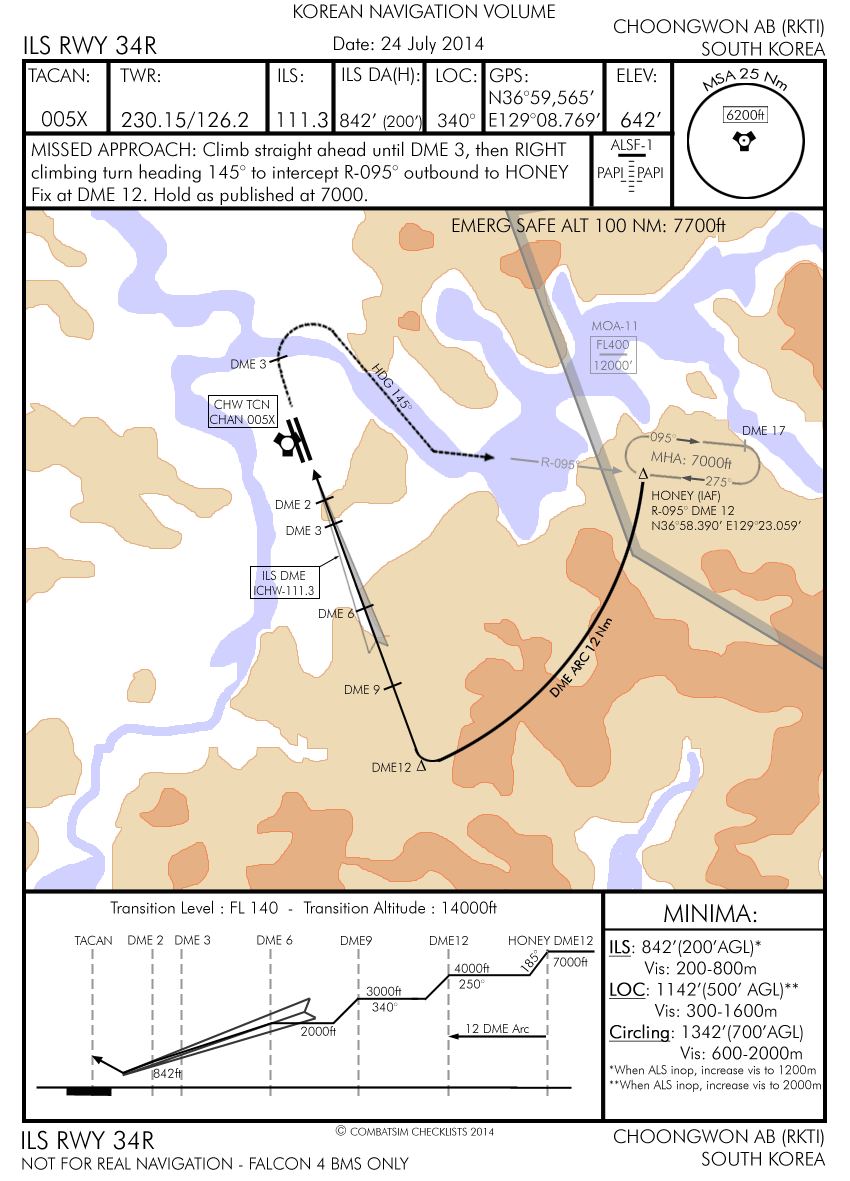 KOREAN NAVIGATION VOLUME
ILS RWY 34R
Date: 24 July 2014
CHOONGWON AB (RKTI)
SOUTH KOREA
TACAN:
005X
TWR:
230.15/126.2
ILS:
111.3
ILS DA(H):
842' (200')
LOC:
340°
GPS:
N36°59,565'
E129°08.769'
ELEV:
642'
MSA 25 Nm
6200ft
MISSED APPROACH: Climb straight ahead until DME 3, then RIGHT
climbing turn heading 145° to intercept R-095° outbound to HONEY
Fix at DME 12. Hold as published at 7000.
ALSF-1
PAPI PAPI
EMERG SAFE ALT 100 NM: 7700ft
MOA-11
FL400
12000'
DME 3
HDG 145°
CHW TCN
CHAN 005X
DME 17
095°
MHA: 7000ft
275°
R-095°
HONEY (IAF)
R-095° DME 12
N36°58.390' E129°23.059'
DME 2
DME 3
ILS DME
ICHW-111.3
DME 6
DME ARC 12 Nm
DME 9
DME12
Transition Level : FL 140 - Transition Altitude : 14000ft
TACAN DME 2 DME 3 DME 6 DME9 DME12 HONEY DME12
7000ft
185°
4000ft
250°
3000ft
340°
2000ft
12 DME Arc
842ft
MINIMA:
ILS: 842'(200'AGL)*
Vis: 200-800m
LOC: 1142'(500' AGL)**
Vis: 300-1600m
Circling: 1342'(700'AGL)
Vis: 600-2000m
*When ALS inop, increase vis to 1200m
**When ALS inop, increase vis to 2000m
© COMBATSIM CHECKLISTS 2014
ILS RWY 34R
NOT FOR REAL NAVIGATION - FALCON 4 BMS ONLY
CHOONGWON AB (RKTI)
SOUTH KOREA